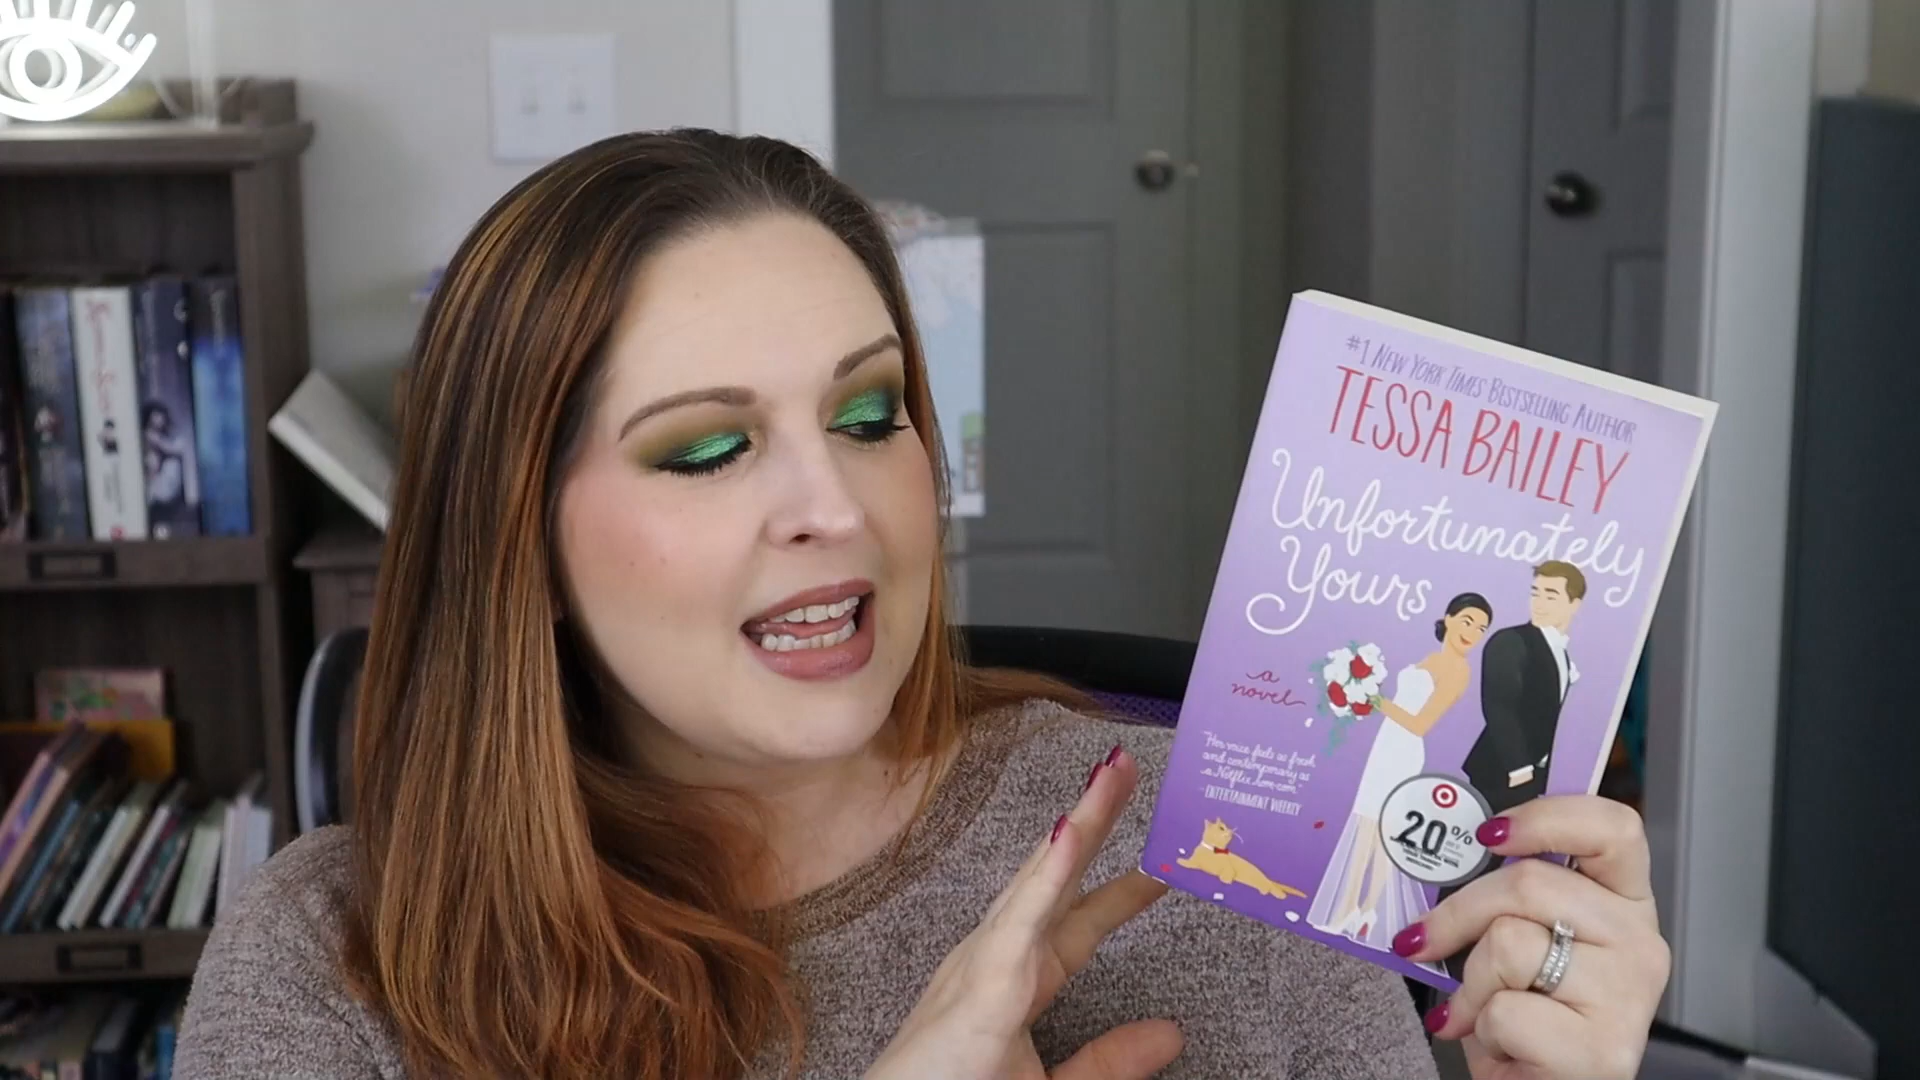 #1 New York Times Bestselling Author
TESSA BAILEY
Unfortunately
Yours
a
novel
"Her voice feels as fresh
and contemporary as
a Netflix rom-com."
- ENTERTAINMENT WEEKLY
20%